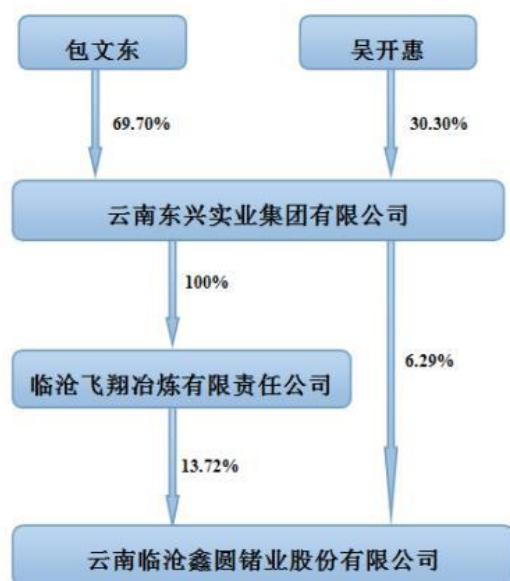 包文东
吴开惠
69.70%
30.30%
云南东兴实业集团有限公司
100%
6.29%
临沧飞翔冶炼有限责任公司
13.72%
云南临沧鑫圆锗业股份有限公司